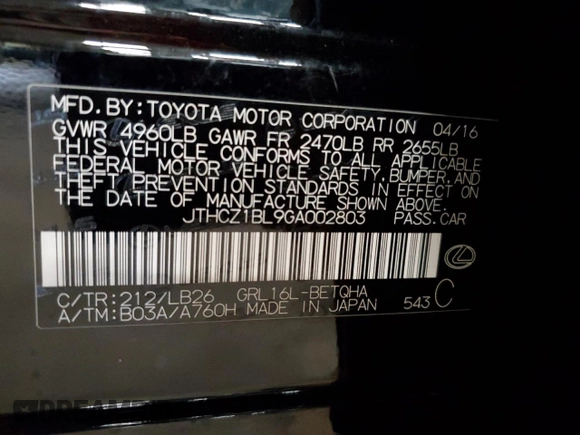 MFD. BY: TOYOTA MOTOR CORPORATION 04/16
GVWR 4960LB GAWR FR 2470LB RR 2655LB
THIS VEHICLE CONFORMS TO ALL APPLICABLE
FEDERAL MOTOR VEHICLE SAFETY, BUMPER, AND
THEFT PREVENTION STANDARDS IN EFFECT ON
THE DATE OF MANUFACTURE SHOWN ABOVE.
JTHCZ1BL9GA002803 PASS. CAR
C/TR: 212/LB26 GRL16L-BETQHA
A/TM: B03A/A760H MADE IN JAPAN 543 C